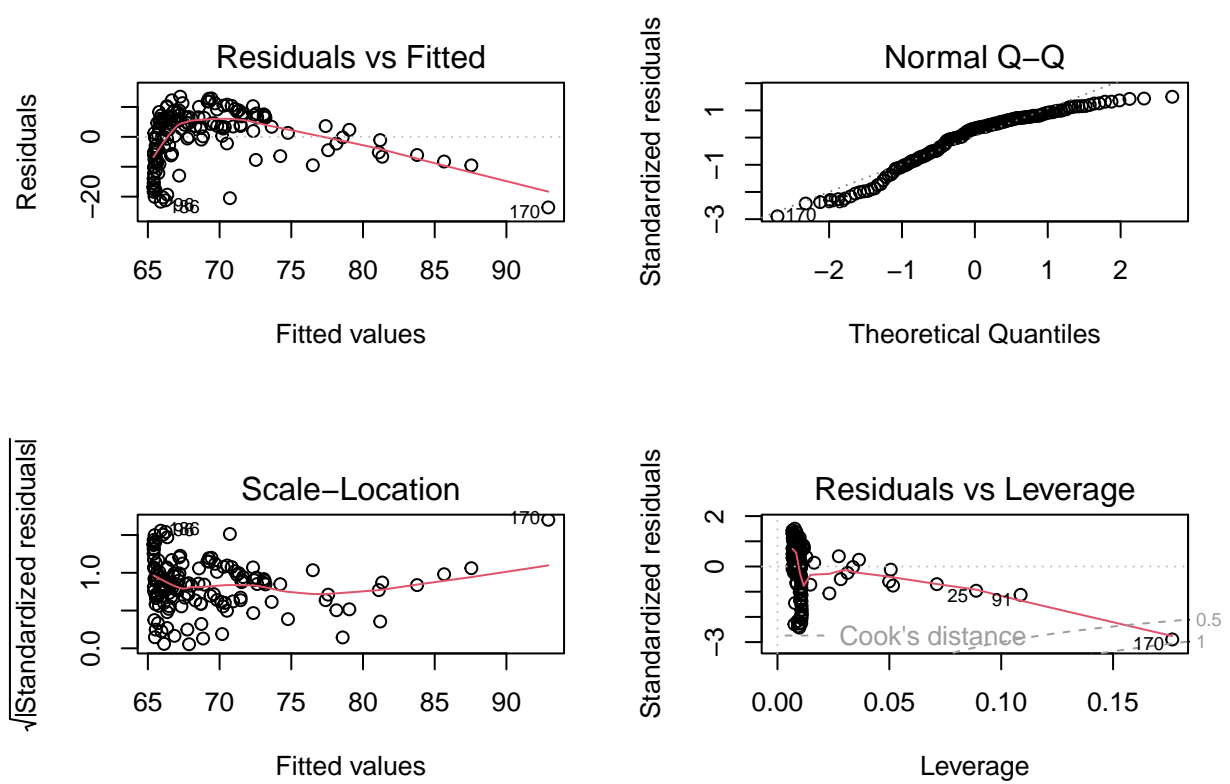 Residuals vs Fitted
Residuals
0
−20
170
65 70 75 80 85 90
Fitted values
Normal Q−Q
Standardized residuals
1
−1
−3
170
−2 −1 0 1 2
Theoretical Quantiles
Scale−Location
√|Standardized residuals|
1.0
0.0
170
65 70 75 80 85 90
Fitted values
Residuals vs Leverage
Standardized residuals
2
0
−3
25
91
170
Cook's distance
0.5
1
0.00 0.05 0.10 0.15
Leverage